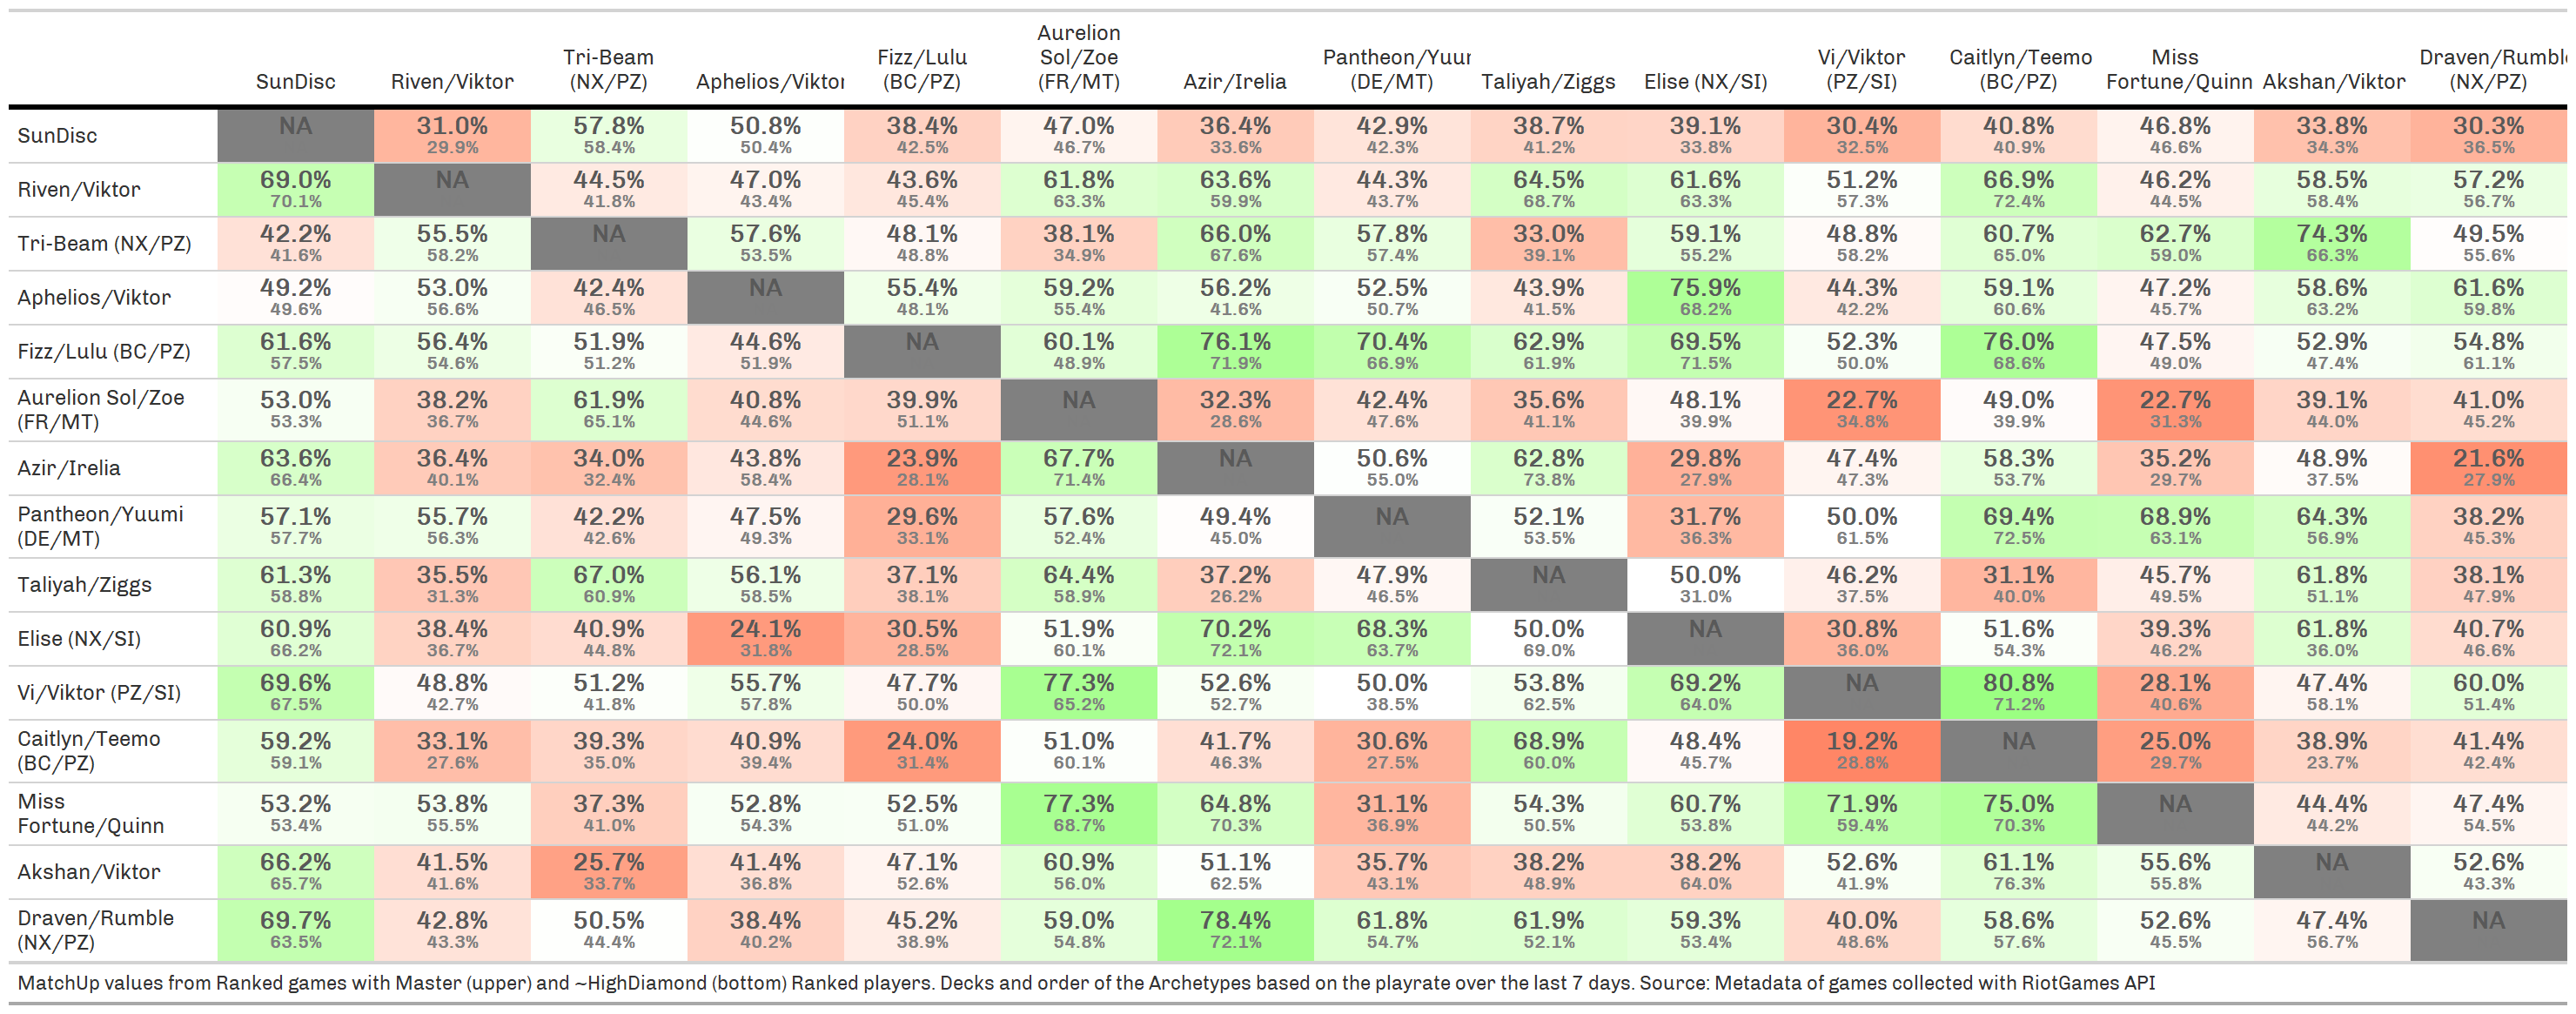 Aurelion
Tri-Beam Fizz/Lulu Sol/Zoe Pantheon/Yuur Vi/Viktor Caitlyn/Teemo Miss Draven/Rumble
SunDisc Riven/Viktor (NX/PZ) Aphelios/Viktor (BC/PZ) (FR/MT) Azir/Irelia (DE/MT) Taliyah/Ziggs Elise (NX/SI) (PZ/SI) (BC/PZ) Fortune/Quinn Akshan/Viktor (NX/PZ)
SunDisc NA 31.0% 57.8% 50.8% 38.4% 47.0% 36.4% 42.9% 38.7% 39.1% 30.4% 40.8% 46.8% 33.8% 30.3%
29.9% 58.4% 50.4% 42.5% 46.7% 33.6% 42.3% 41.2% 33.8% 32.5% 40.9% 46.6% 34.3% 36.5%
Riven/Viktor 69.0% NA 44.5% 47.0% 43.6% 61.8% 63.6% 44.3% 64.5% 61.6% 51.2% 66.9% 46.2% 58.5% 57.2%
70.1% 41.8% 43.4% 45.4% 63.3% 59.9% 43.7% 68.7% 63.3% 57.3% 72.4% 44.5% 58.4% 56.7%
Tri-Beam (NX/PZ) 42.2% 55.5% NA 57.6% 48.1% 38.1% 66.0% 57.8% 33.0% 59.1% 48.8% 60.7% 62.7% 74.3% 49.5%
41.6% 58.2% 53.5% 48.8% 34.9% 67.6% 57.4% 39.1% 55.2% 58.2% 65.0% 59.0% 66.3% 55.6%
Aphelios/Viktor 49.2% 53.0% 42.4% NA 55.4% 59.2% 56.2% 52.5% 43.9% 75.9% 44.3% 59.1% 47.2% 58.6% 61.6%
49.6% 56.6% 46.5% 48.1% 55.4% 41.6% 50.7% 41.5% 68.2% 42.2% 60.6% 45.7% 63.2% 59.8%
Fizz/Lulu (BC/PZ) 61.6% 56.4% 51.9% 44.6% NA 60.1% 76.1% 70.4% 62.9% 69.5% 52.3% 76.0% 47.5% 52.9% 54.8%
57.5% 54.6% 51.2% 51.9% 48.9% 71.9% 66.9% 61.9% 71.5% 50.0% 68.6% 49.0% 47.4% 61.1%
Aurelion Sol/Zoe 53.0% 38.2% 61.9% 40.8% 39.9% NA 32.3% 42.4% 35.6% 48.1% 22.7% 49.0% 22.7% 39.1% 41.0%
(FR/MT) 53.3% 36.7% 65.1% 44.6% 51.1% 28.6% 47.6% 41.1% 39.9% 34.8% 39.9% 31.3% 44.0% 45.2%
Azir/Irelia 63.6% 36.4% 34.0% 43.8% 23.9% 67.7% NA 50.6% 62.8% 29.8% 47.4% 58.3% 35.2% 48.9% 21.6%
66.4% 40.1% 32.4% 58.4% 28.1% 71.4% 55.0% 73.8% 27.9% 47.3% 53.7% 29.7% 37.5% 27.9%
Pantheon/Yuumi 57.1% 55.7% 42.2% 47.5% 29.6% 57.6% 49.4% NA 52.1% 31.7% 50.0% 69.4% 68.9% 64.3% 38.2%
(DE/MT) 57.7% 56.3% 42.6% 49.3% 33.1% 52.4% 45.0% 53.5% 36.3% 61.5% 72.5% 63.1% 56.9% 45.3%
Taliyah/Ziggs 61.3% 35.5% 67.0% 56.1% 37.1% 64.4% 37.2% 47.9% NA 50.0% 46.2% 31.1% 45.7% 61.8% 38.1%
58.8% 31.3% 60.9% 58.5% 38.1% 58.9% 26.2% 46.5% 31.0% 37.5% 40.0% 49.5% 51.1% 47.9%
Elise (NX/SI) 60.9% 38.4% 40.9% 24.1% 30.5% 51.9% 70.2% 68.3% 50.0% NA 30.8% 51.6% 39.3% 61.8% 40.7%
66.2% 36.7% 44.8% 31.8% 28.5% 60.1% 72.1% 63.7% 69.0% 36.0% 54.3% 46.2% 36.0% 46.6%
Vi/Viktor (PZ/SI) 69.6% 48.8% 51.2% 55.7% 47.7% 77.3% 52.6% 50.0% 53.8% 69.2% NA 80.8% 28.1% 47.4% 60.0%
67.5% 42.7% 41.8% 57.8% 50.0% 65.2% 52.7% 38.5% 62.5% 64.0% 71.2% 40.6% 58.1% 51.4%
Caitlyn/Teemo 59.2% 33.1% 39.3% 40.9% 24.0% 51.0% 41.7% 30.6% 68.9% 48.4% 19.2% NA 25.0% 38.9% 41.4%
(BC/PZ) 59.1% 27.6% 35.0% 39.4% 31.4% 60.1% 46.3% 27.5% 60.0% 45.7% 28.8% 29.7% 23.7% 42.4%
Miss 53.2% 53.8% 37.3% 52.8% 52.5% 77.3% 64.8% 31.1% 54.3% 60.7% 71.9% 75.0% NA 44.4% 47.4%
Fortune/Quinn 53.4% 55.5% 41.0% 54.3% 51.0% 68.7% 70.3% 36.9% 50.5% 53.8% 59.4% 70.3% 44.2% 54.5%
Akshan/Viktor 66.2% 41.5% 25.7% 41.4% 47.1% 60.9% 51.1% 35.7% 38.2% 38.2% 52.6% 61.1% 55.6% NA 52.6%
65.7% 41.6% 33.7% 36.8% 52.6% 56.0% 62.5% 43.1% 48.9% 64.0% 41.9% 76.3% 55.8% 43.3%
Draven/Rumble 69.7% 42.8% 50.5% 38.4% 45.2% 59.0% 78.4% 61.8% 61.9% 59.3% 40.0% 58.6% 52.6% 47.4% NA
(NX/PZ) 63.5% 43.3% 44.4% 40.2% 38.9% 54.8% 72.1% 54.7% 52.1% 53.4% 48.6% 57.6% 45.5% 56.7%
MatchUp values from Ranked games with Master (upper) and ~HighDiamond (bottom) Ranked players. Decks and order of the Archetypes based on the playrate over the last 7 days. Source: Metadata of games collected with RiotGames API